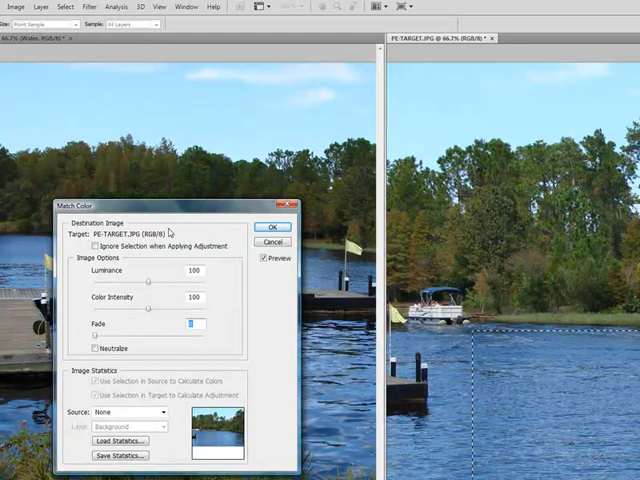 Image Layer Select Filter Analysis 3D View Window Help
Size: Point Sample Sample: All Layers
66.7% (Water, RGB/8) * ×
PE-TARGET.JPG @ 66.7% (RGB/8) * ×
Match Color
Destination Image
Target: PE-TARGET.JPG (RGB/8)
Ignore Selection when Applying Adjustment
Image Options
Luminance 100
Color Intensity 100
Fade 0
Neutralize
OK
Cancel
Preview
Image Statistics
Use Selection in Source to Calculate Colors
Use Selection in Target to Calculate Adjustment
Source: None
Layer: Background
Load Statistics...
Save Statistics...